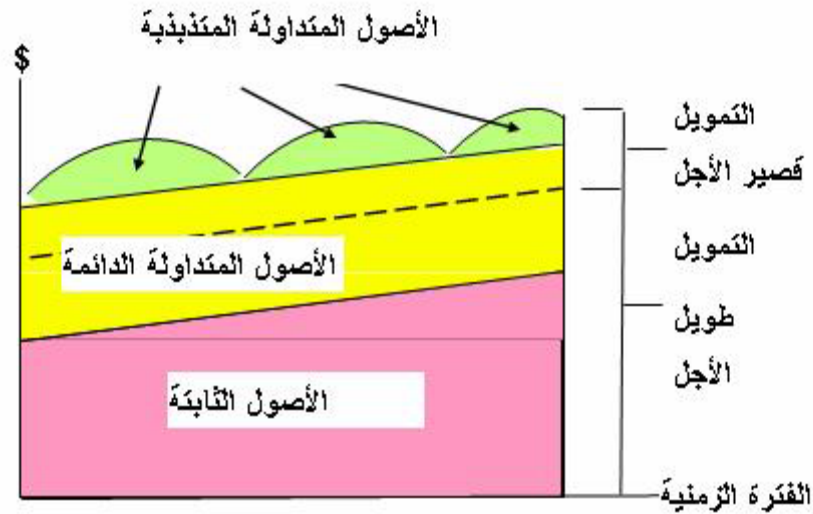 الأصول المتداولة المتذبذبة
$
التمويل
قصير الأجل
الأصول المتداولة الدائمة
التمويل
طويل
الأجل
الأصول الثابتة
الفترة الزمنية